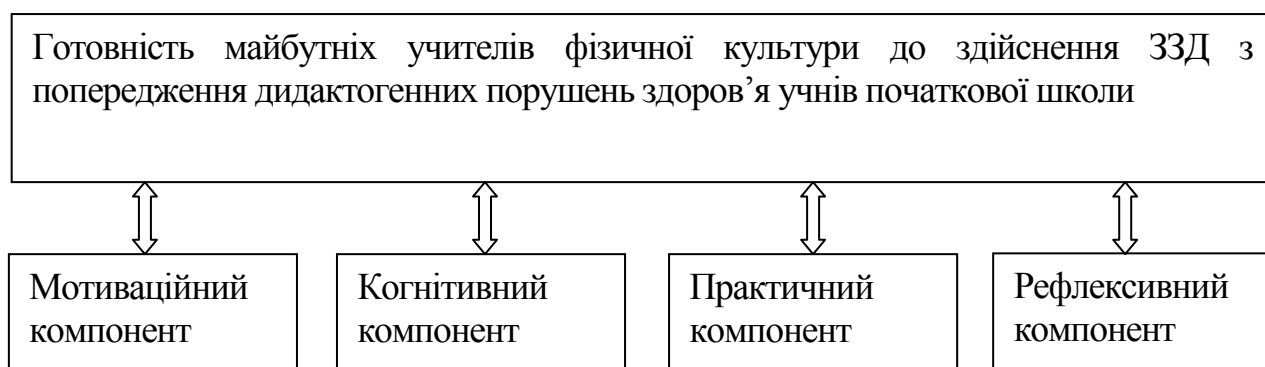 Готовність майбутніх учителів фізичної культури до здійснення ЗЗД з
попередження дидактогенних порушень здоров’я учнів початкової школи
Мотиваційний
компонент
Когнітивний
компонент
Практичний
компонент
Рефлексивний
компонент